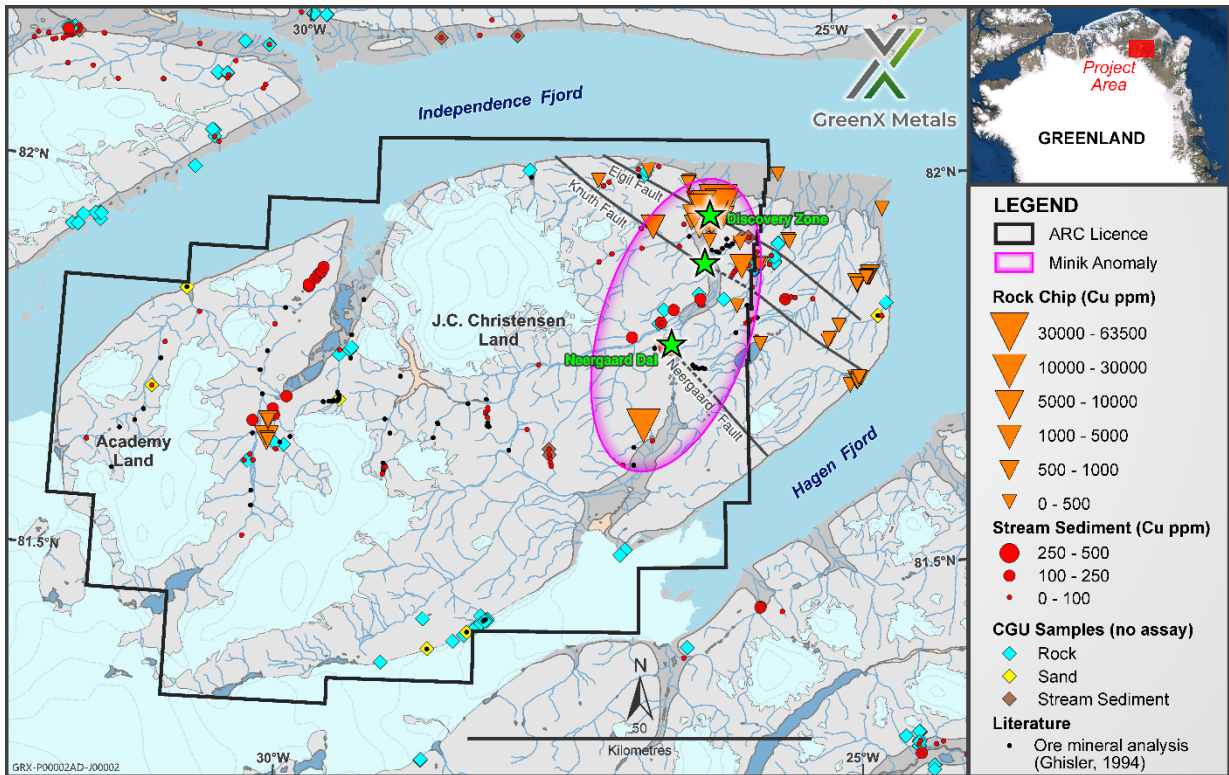 30°W
25°W
GreenX Metals
Independence Fjord
82°N
82°N
Eigil Fault
Knuth Fault
Discovery Zone
J.C. Christensen
Land
Neergaard Dal
Neergaard Fault
Academy
Land
Hagen Fjord
81.5°N
81.5°N
N
50
Kilometres
30°W
25°W
GRX-P00002AD-J00002
Project
Area
GREENLAND
LEGEND
ARC Licence
Minik Anomaly
Rock Chip (Cu ppm)
30000 - 63500
10000 - 30000
5000 - 10000
1000 - 5000
500 - 1000
0 - 500
Stream Sediment (Cu ppm)
250 - 500
100 - 250
0 - 100
CGU Samples (no assay)
Rock
Sand
Stream Sediment
Literature
Ore mineral analysis
(Ghisler, 1994)